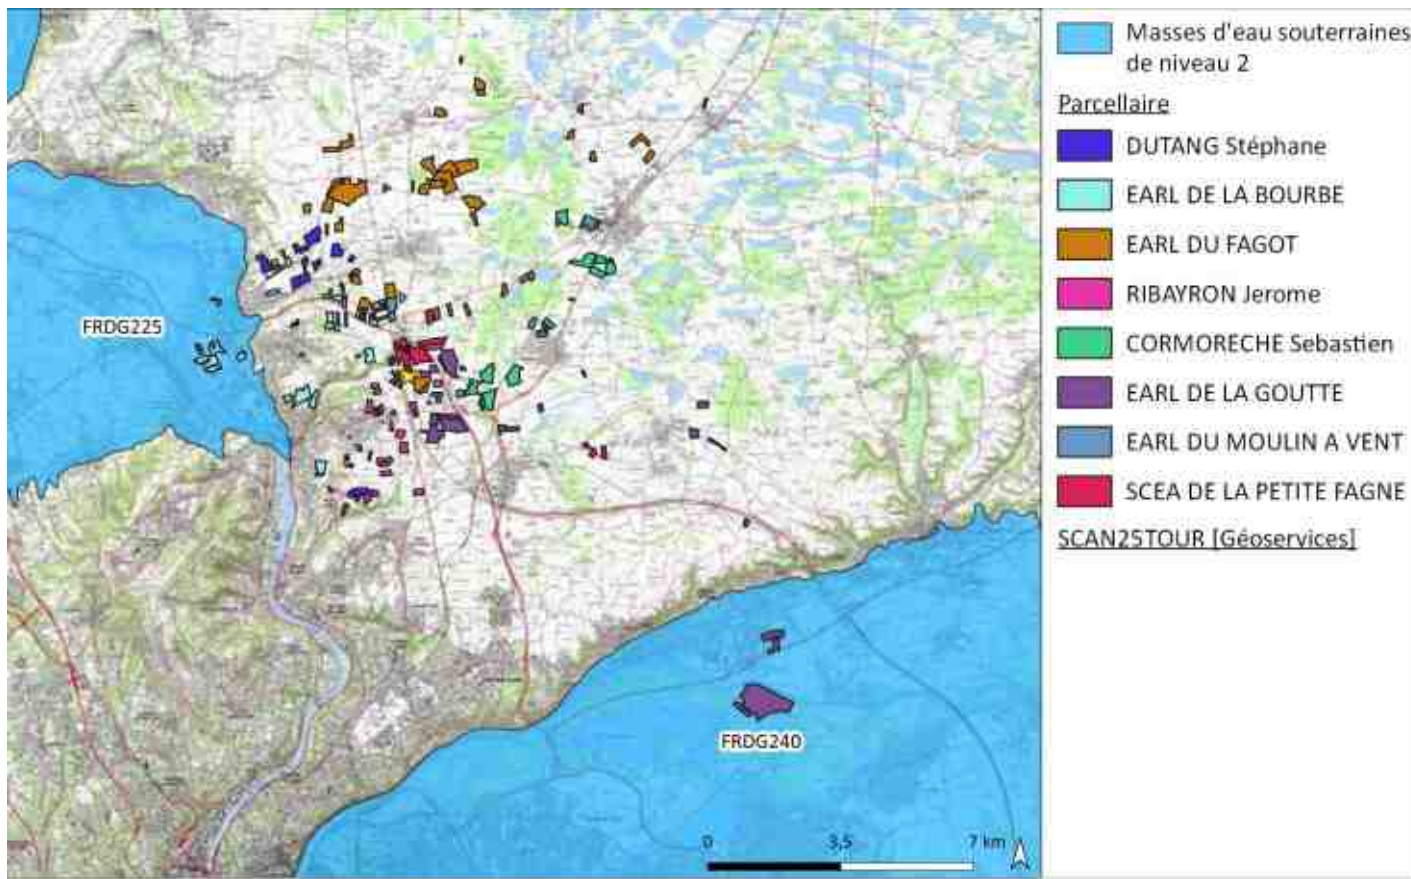 Masses d'eau souterraines
de niveau 2
Parcellaire
DUTANG Stéphane
EARL DE LA BOURBE
EARL DU FAGOT
RIBAYRON Jerome
CORMORECHE Sebastien
EARL DE LA GOUTTE
EARL DU MOULIN A VENT
SCEA DE LA PETITE FAGNE
SCAN25TOUR [Géoservices]
FRDG225
FRDG240
0 3,5 7 km